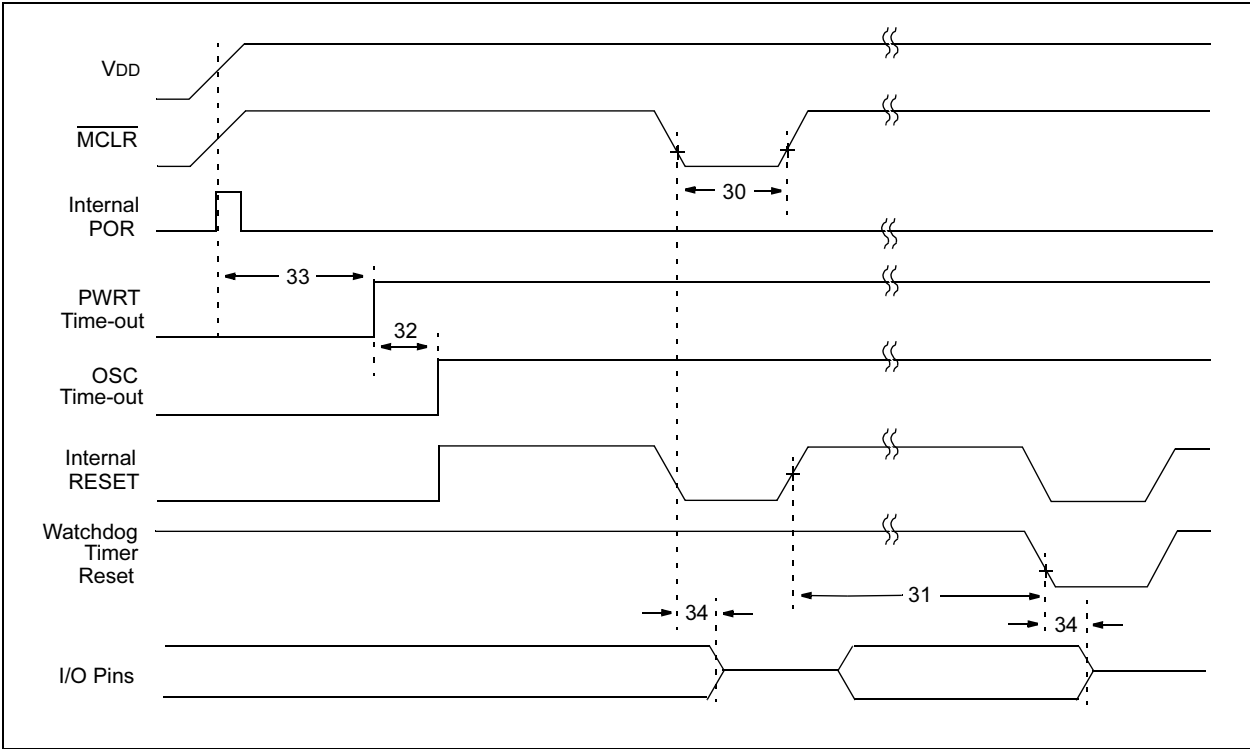 VDD
MCLR
30
Internal
POR
33
PWRT
Time-out
32
OSC
Time-out
Internal
RESET
Watchdog
Timer
Reset
31
34
34
I/O Pins